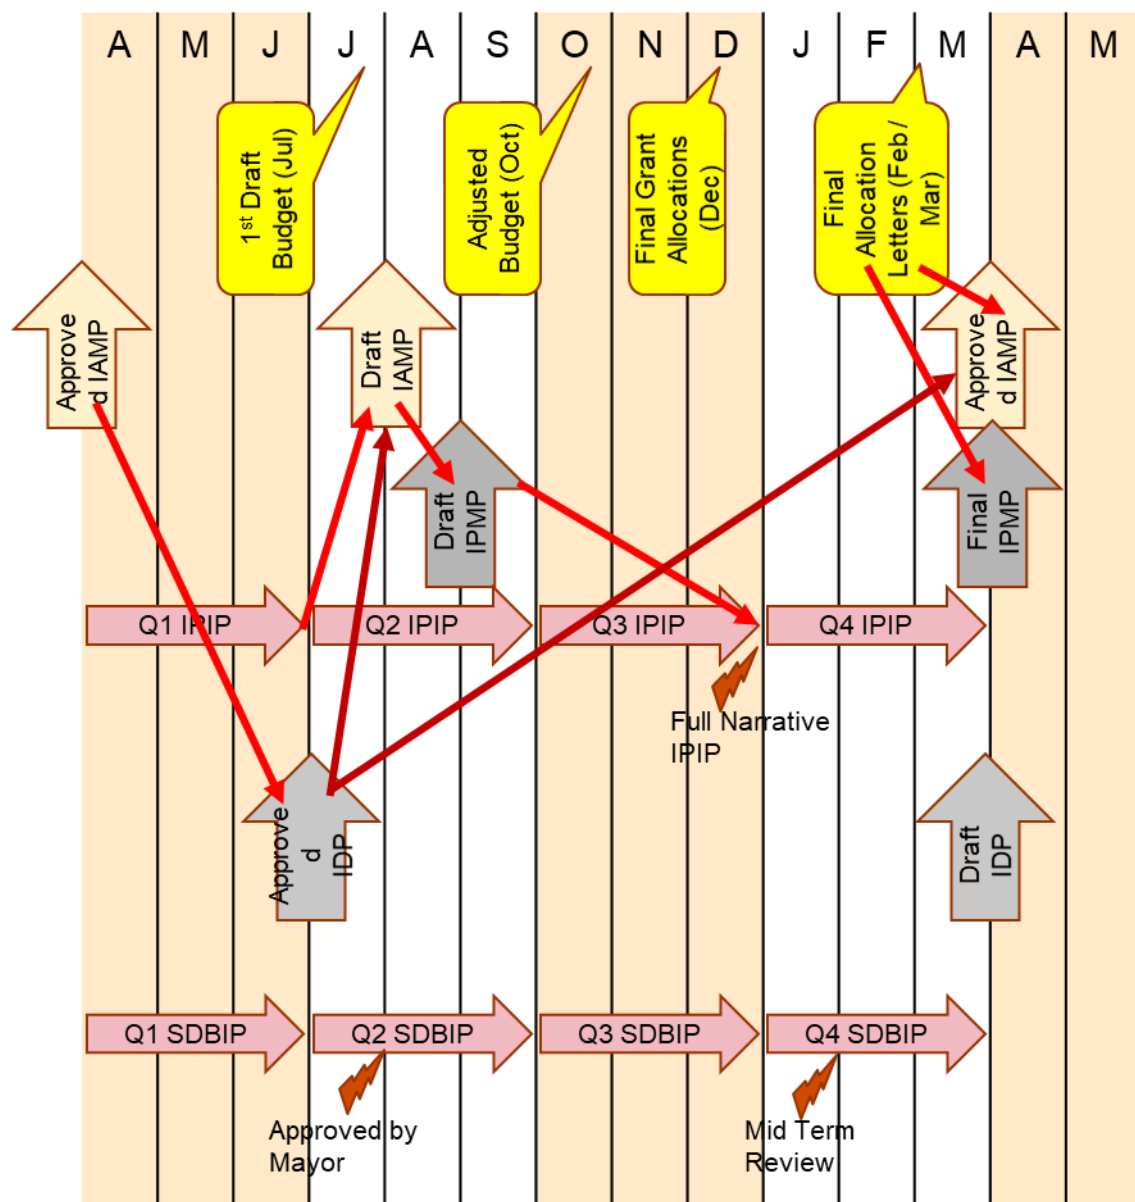 A M J J A S O N D J F M A M
1st Draft
Budget (Jul)
Adjusted
Budget (Oct)
Final Grant
Allocations
(Dec)
Final
Allocation
Letters (Feb /
Mar)
Approve
d IAMP
Draft
IAMP
Approve
d IAMP
Draft
IPMP
Final
IPMP
Q1 IPIP
Q2 IPIP
Q3 IPIP
Q4 IPIP
Full Narrative
IPIP
Approve
d
IDP
Draft
IDP
Q1 SDBIP
Q2 SDBIP
Q3 SDBIP
Q4 SDBIP
Approved by
Mayor
Mid Term
Review